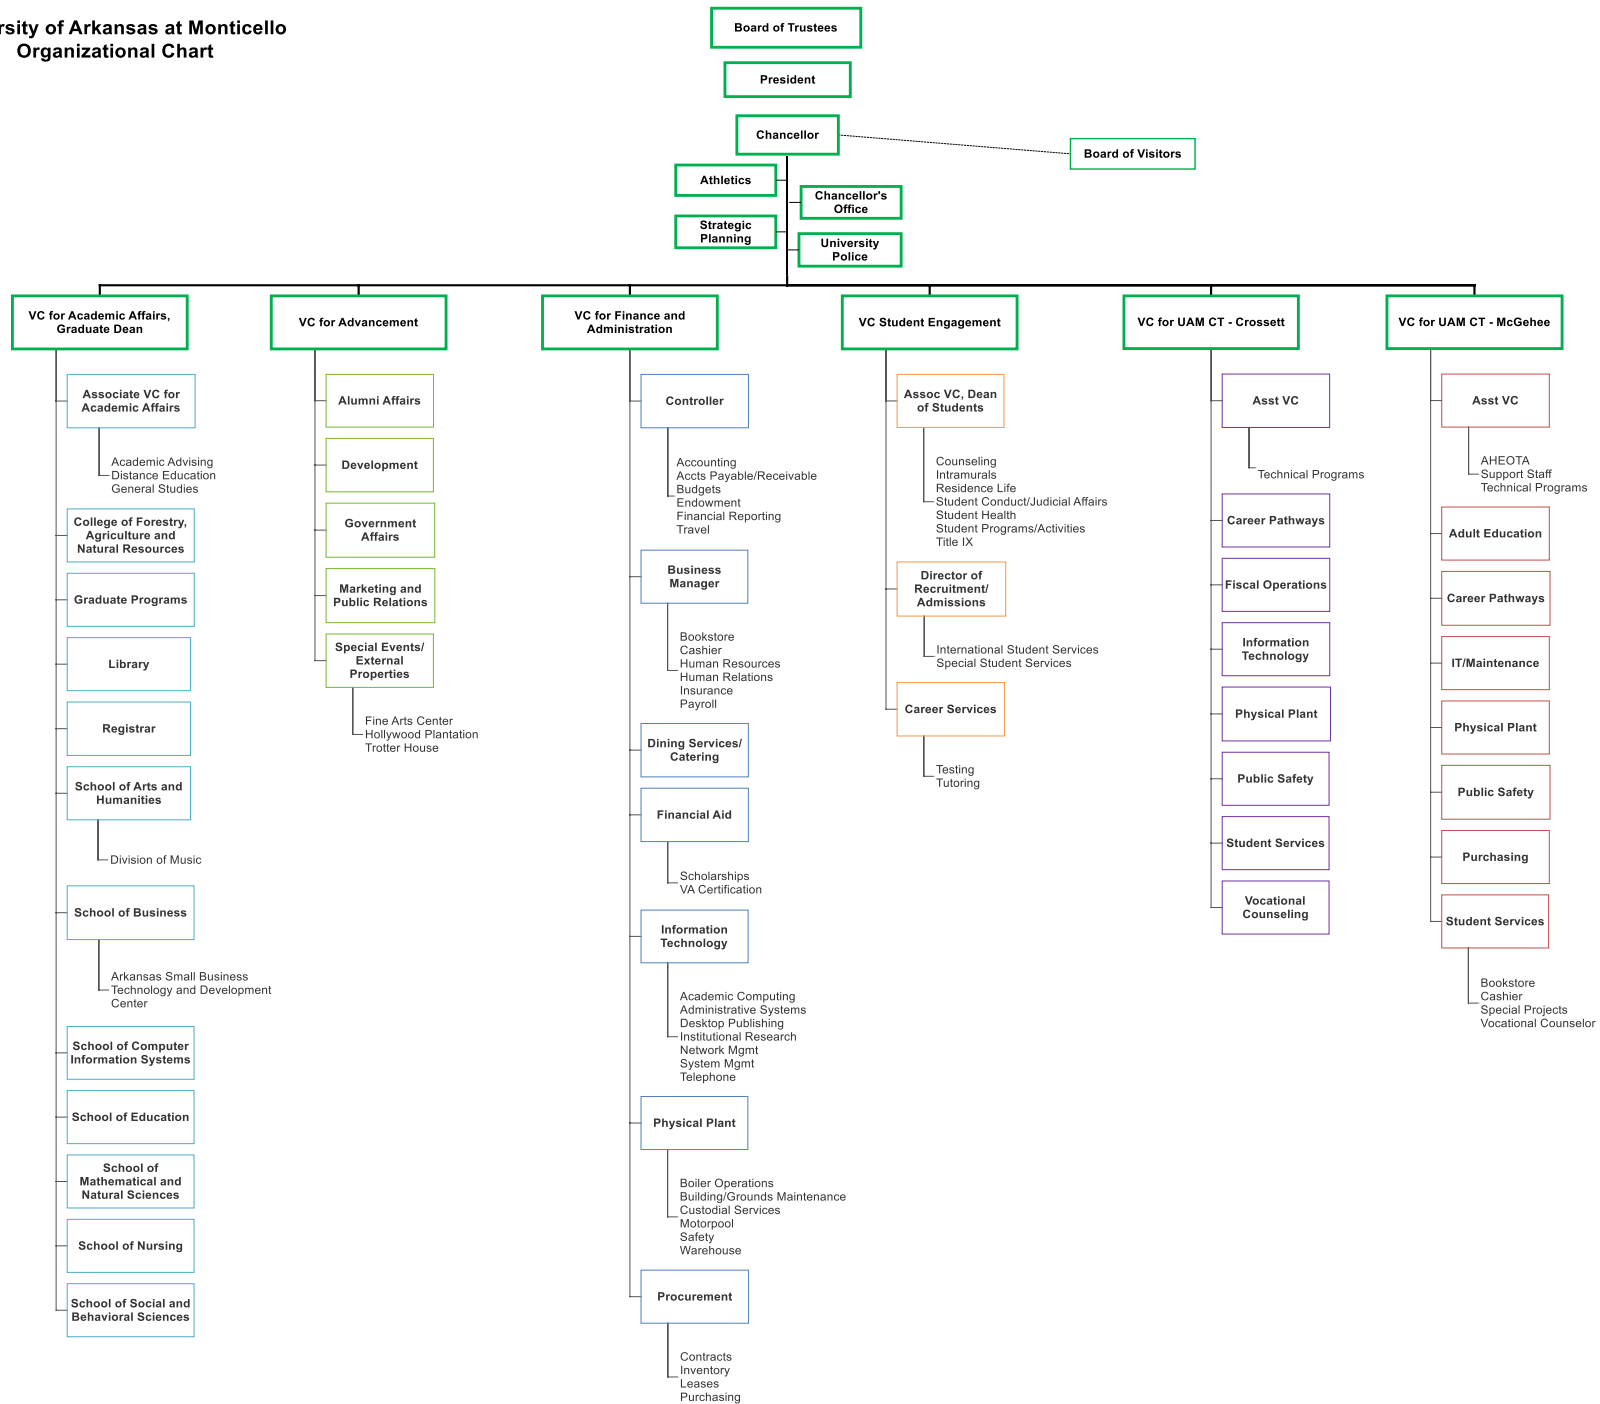 rsity of Arkansas at Monticello
Organizational Chart
Board of Trustees
President
Chancellor
Board of Visitors
Athletics
Chancellor's
Office
Strategic
Planning
University
Police
VC for Academic Affairs,
Graduate Dean
Associate VC for
Academic Affairs
Academic Advising
Distance Education
General Studies
College of Forestry,
Agriculture and
Natural Resources
Graduate Programs
Library
Registrar
School of Arts and
Humanities
Division of Music
School of Business
Arkansas Small Business
Technology and Development
Center
School of Computer
Information Systems
School of Education
School of
Mathematical and
Natural Sciences
School of Nursing
School of Social and
Behavioral Sciences
VC for Advancement
Alumni Affairs
Development
Government
Affairs
Marketing and
Public Relations
Special Events/
External
Properties
Fine Arts Center
Hollywood Plantation
Trotter House
VC for Finance and
Administration
Controller
Accounting
Accts Payable/Receivable
Budgets
Endowment
Financial Reporting
Travel
Business
Manager
Bookstore
Cashier
Human Resources
Human Relations
Insurance
Payroll
Dining Services/
Catering
Financial Aid
Scholarships
VA Certification
Information
Technology
Academic Computing
Administrative Systems
Desktop Publishing
Institutional Research
Network Mgmt
System Mgmt
Telephone
Physical Plant
Boiler Operations
Building/Grounds Maintenance
Custodial Services
Motorpool
Safety
Warehouse
Procurement
Contracts
Inventory
Leases
Purchasing
VC Student Engagement
Assoc VC, Dean
of Students
Counseling
Intramurals
Residence Life
Student Conduct/Judicial Affairs
Student Health
Student Programs/Activities
Title IX
Director of
Recruitment/
Admissions
International Student Services
Special Student Services
Career Services
Testing
Tutoring
VC for UAM CT - Crossett
Asst VC
Technical Programs
Career Pathways
Fiscal Operations
Information
Technology
Physical Plant
Public Safety
Student Services
Vocational
Counseling
VC for UAM CT - McGehee
Asst VC
AHEOTA
Support Staff
Technical Programs
Adult Education
Career Pathways
IT/Maintenance
Physical Plant
Public Safety
Purchasing
Student Services
Bookstore
Cashier
Special Projects
Vocational Counselor